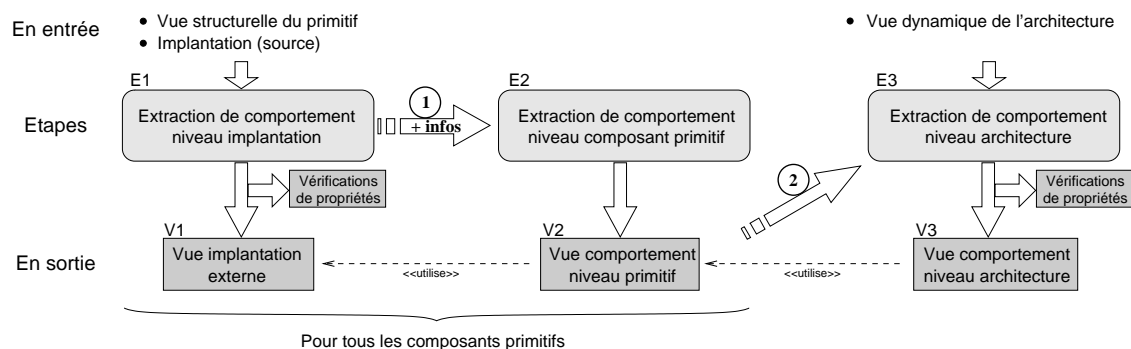 En entrée
• Vue structurelle du primitif
• Implantation (source)
• Vue dynamique de l'architecture
E1
E2
E3
Etapes
Extraction de comportement
niveau implantation
1
+ infos
Extraction de comportement
niveau composant primitif
Extraction de comportement
niveau architecture
Vérifications
de propriétés
2
Vérifications
de propriétés
V1
V2
V3
En sortie
Vue implantation
externe
<<utilise>>
Vue comportement
niveau primitif
<<utilise>>
Vue comportement
niveau architecture
Pour tous les composants primitifs